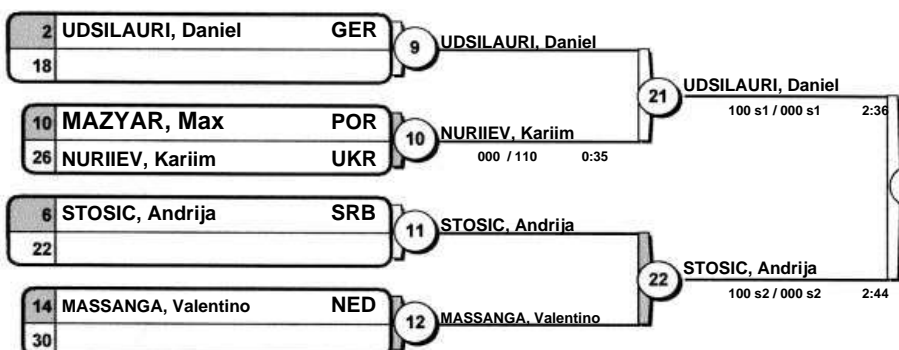 2 UDSILAURI, Daniel GER
18
9 UDSILAURI, Daniel
10 MAZYAR, Max POR
26 NURIIEV, Kariim UKR
10 NURIIEV, Kariim
000 / 110 0:35
21 UDSILAURI, Daniel
100 s1 / 000 s1 2:36
6 STOSIC, Andrija SRB
22
11 STOSIC, Andrija
14 MASSANGA, Valentino NED
30
12 MASSANGA, Valentino
22 STOSIC, Andrija
100 s2 / 000 s2 2:44